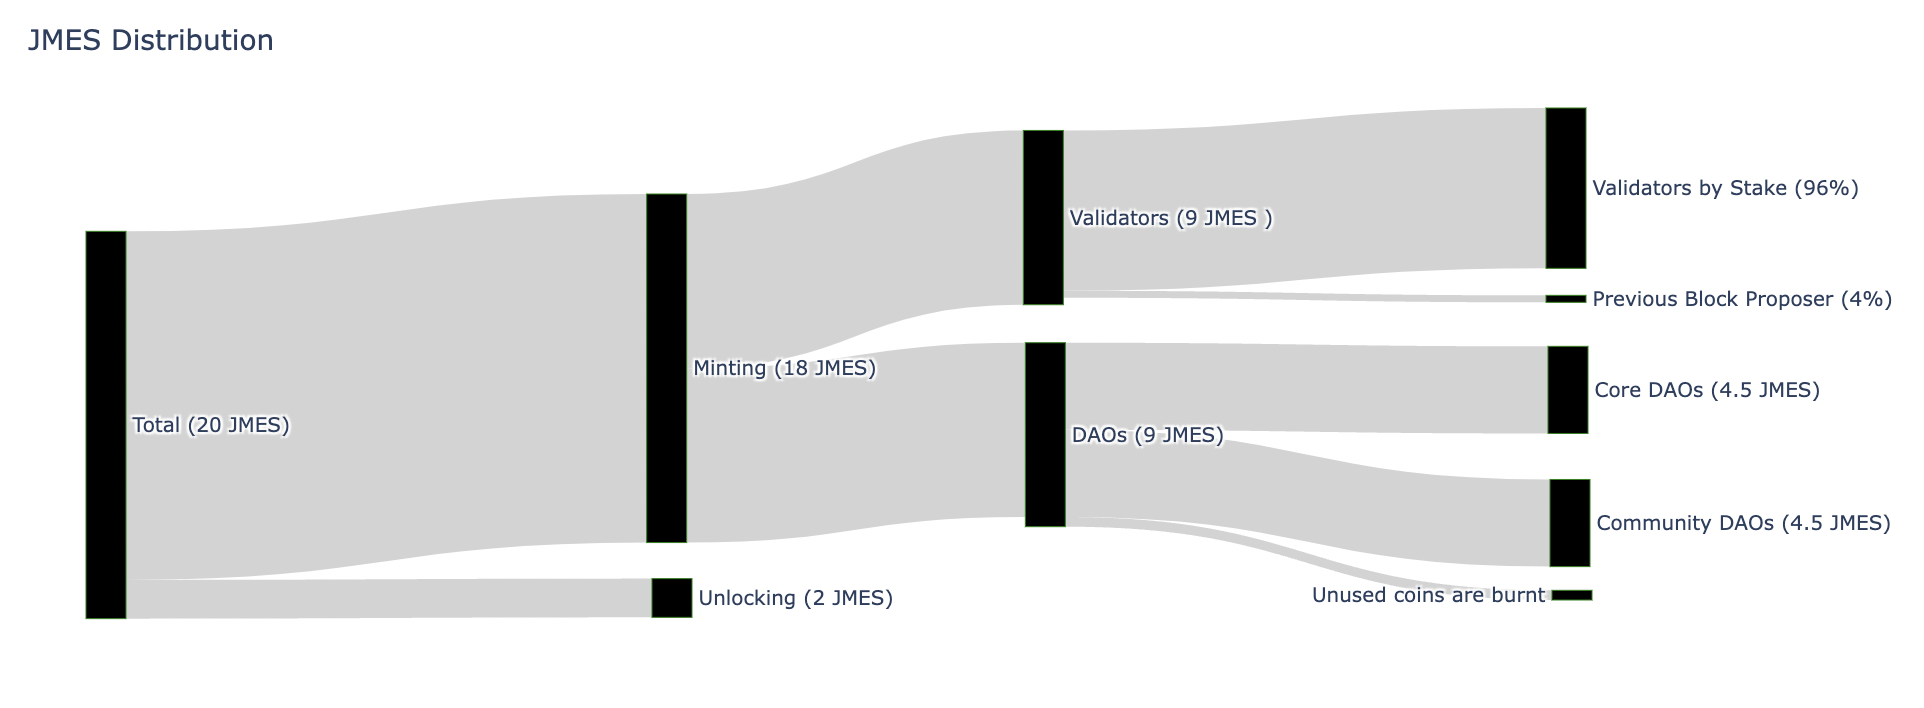 JMES Distribution
Total (20 JMES)
Minting (18 JMES)
Unlocking (2 JMES)
Validators (9 JMES )
DAOs (9 JMES)
Validators by Stake (96%)
Previous Block Proposer (4%)
Core DAOs (4.5 JMES)
Community DAOs (4.5 JMES)
Unused coins are burnt